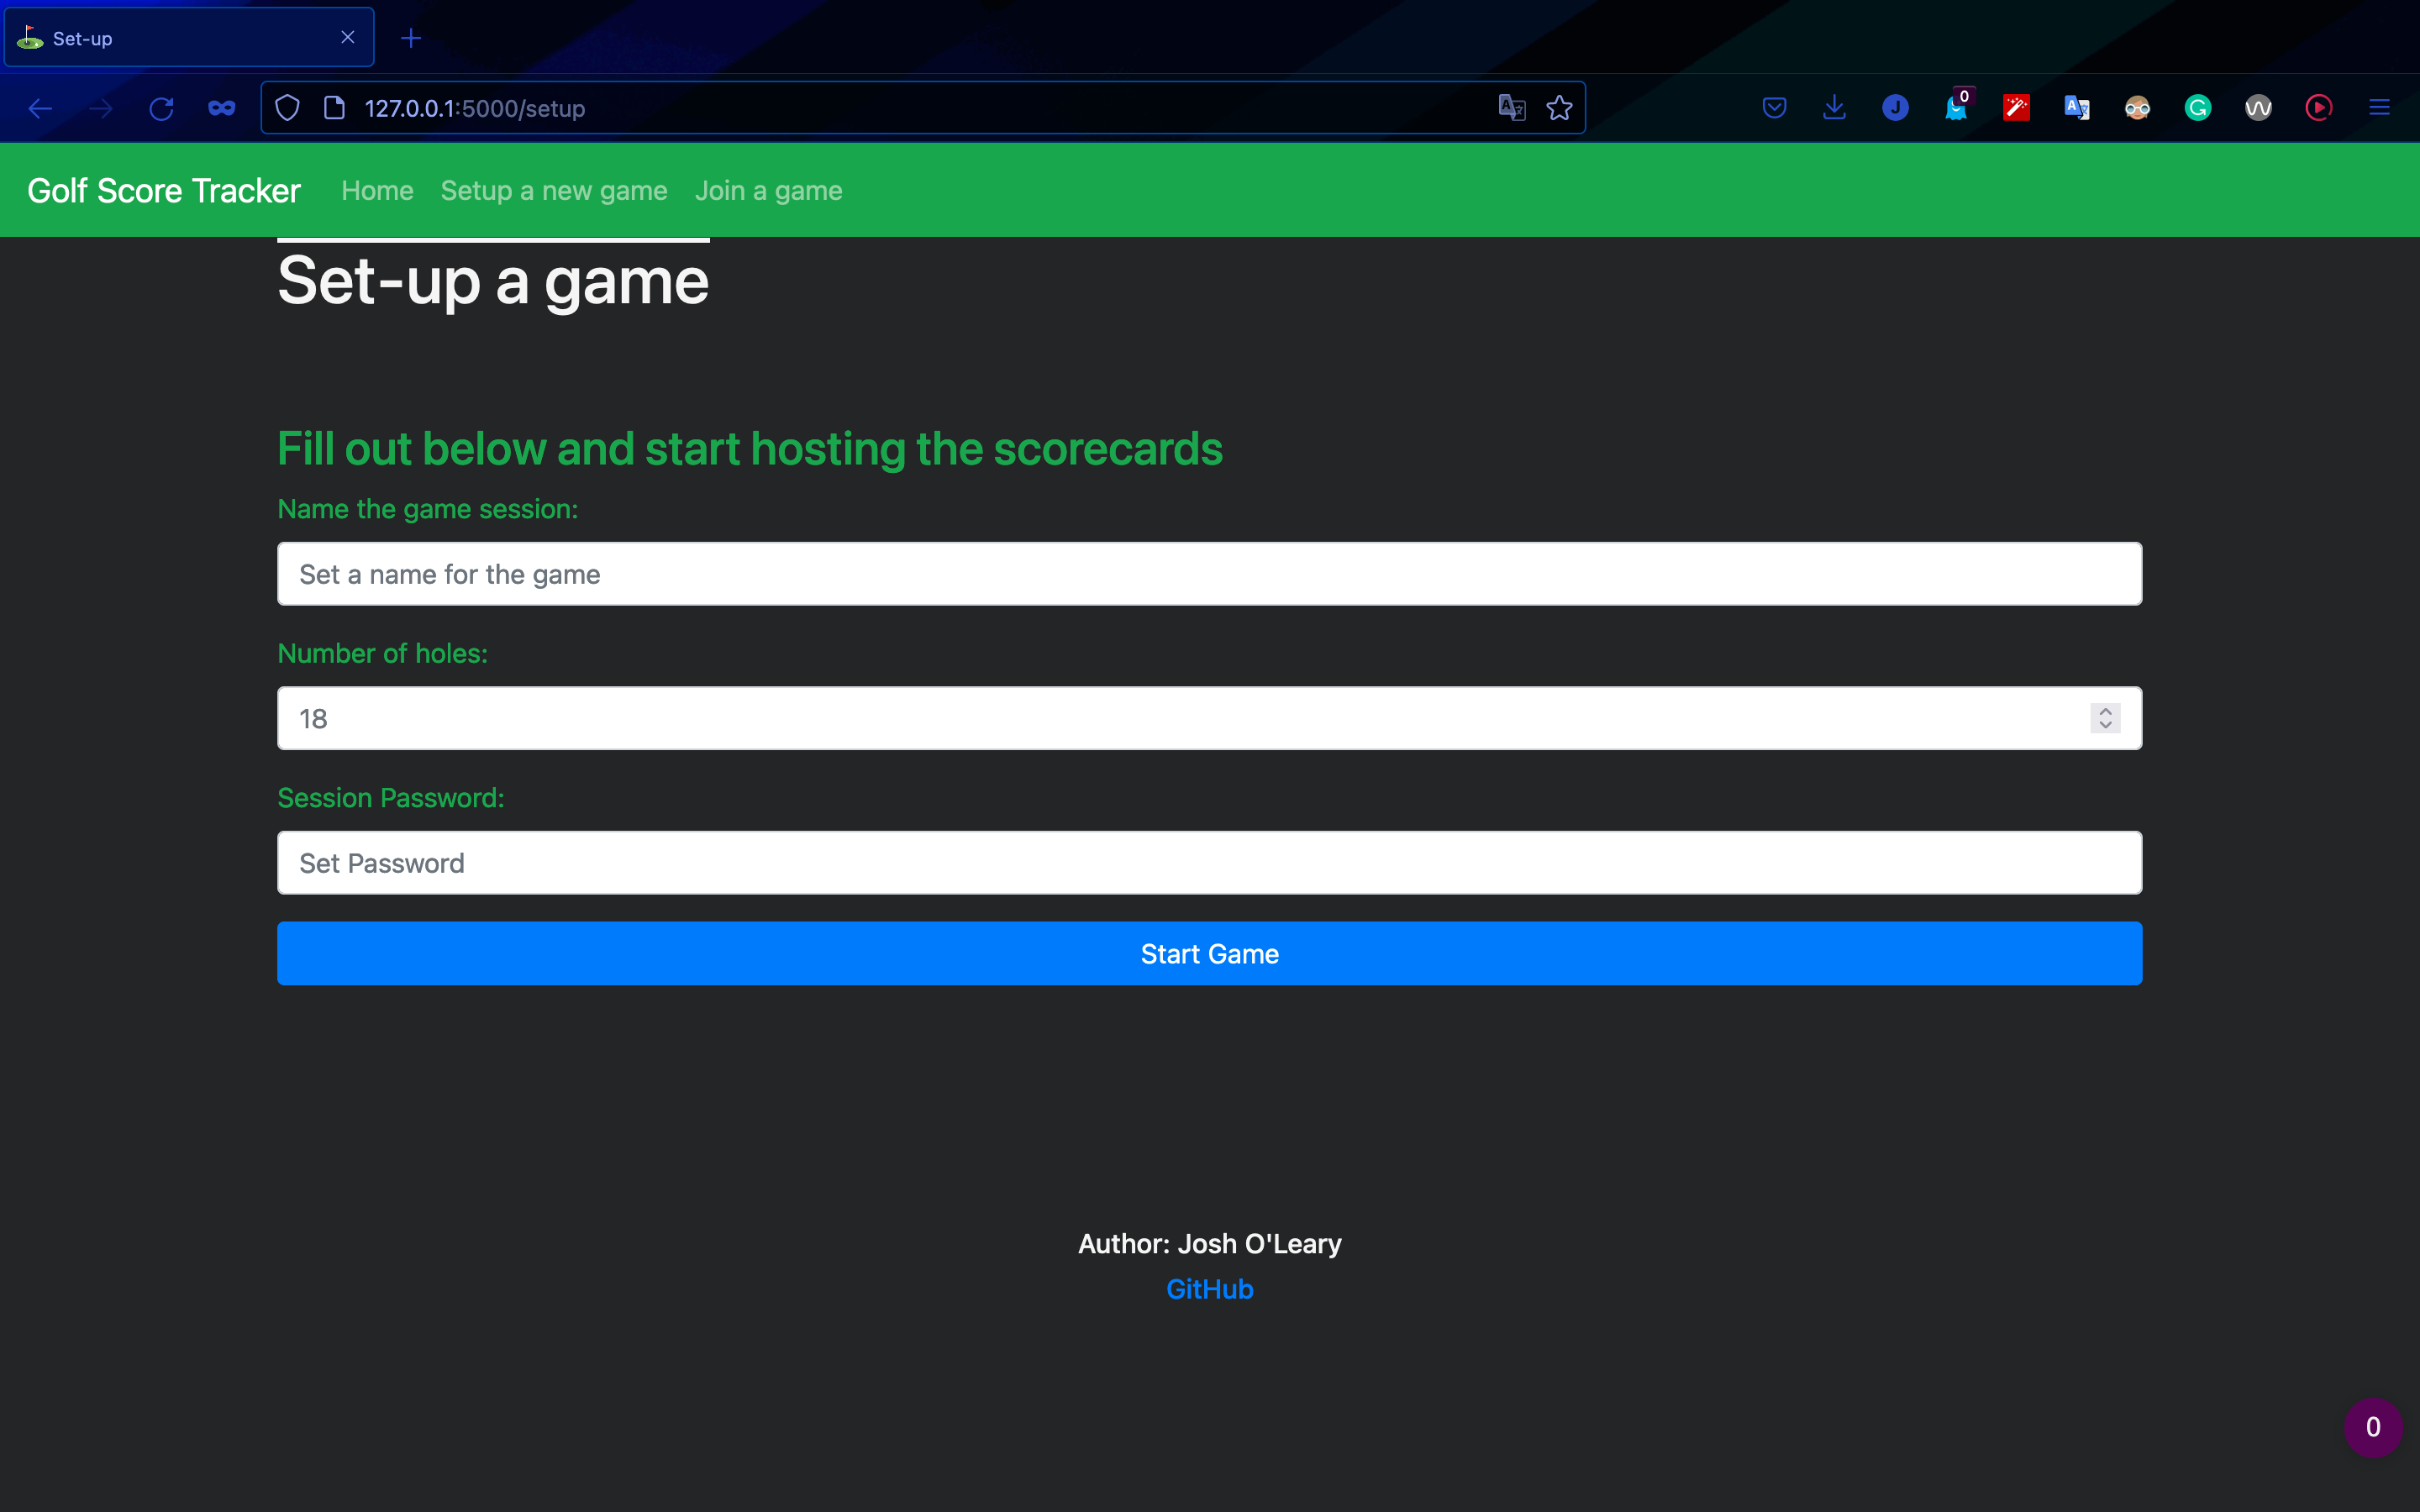 Set-up
127.0.0.1:5000/setup
J
0
Golf Score Tracker Home Setup a new game Join a game
Set-up a game
Fill out below and start hosting the scorecards
Name the game session:
Set a name for the game
Number of holes:
18
Session Password:
Set Password
Start Game
Author: Josh O'Leary
GitHub
0